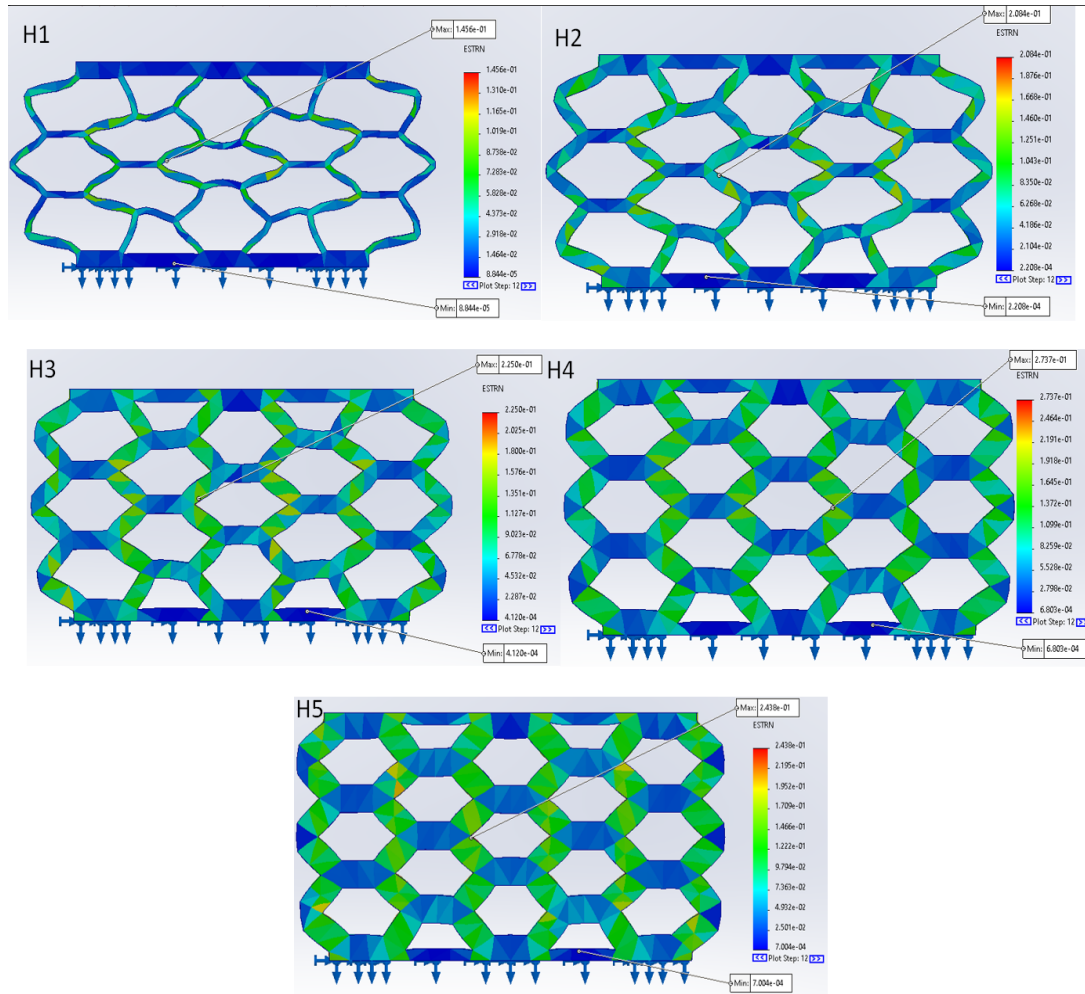 H1
Max: 1.456e-01
ESTRN
1.456e-01
1.310e-01
1.165e-01
1.019e-01
8.738e-02
7.283e-02
5.828e-02
4.373e-02
2.919e-02
1.464e-02
8.844e-05
<< Plot Step: 12 >>
Min: 8.844e-05
H2
Max: 2.084e-01
ESTRN
2.084e-01
1.876e-01
1.668e-01
1.460e-01
1.251e-01
1.043e-01
8.350e-02
6.268e-02
4.186e-02
2.104e-02
2.208e-04
<< Plot Step: 12 >>
Min: 2.208e-04
H3
Max: 2.250e-01
ESTRN
2.250e-01
2.025e-01
1.800e-01
1.576e-01
1.351e-01
1.127e-01
9.023e-02
6.778e-02
4.532e-02
2.287e-02
4.120e-04
<< Plot Step: 12 >>
Min: 4.120e-04
H4
Max: 2.737e-01
ESTRN
2.737e-01
2.464e-01
2.191e-01
1.918e-01
1.645e-01
1.372e-01
1.099e-01
8.259e-02
5.528e-02
2.798e-02
6.803e-04
<< Plot Step: 12 >>
Min: 6.803e-04
H5
Max: 2.438e-01
ESTRN
2.438e-01
2.195e-01
1.952e-01
1.709e-01
1.466e-01
1.222e-01
9.794e-02
7.363e-02
4.932e-02
2.501e-02
7.004e-04
<< Plot Step: 12 >>
Min: 7.004e-04